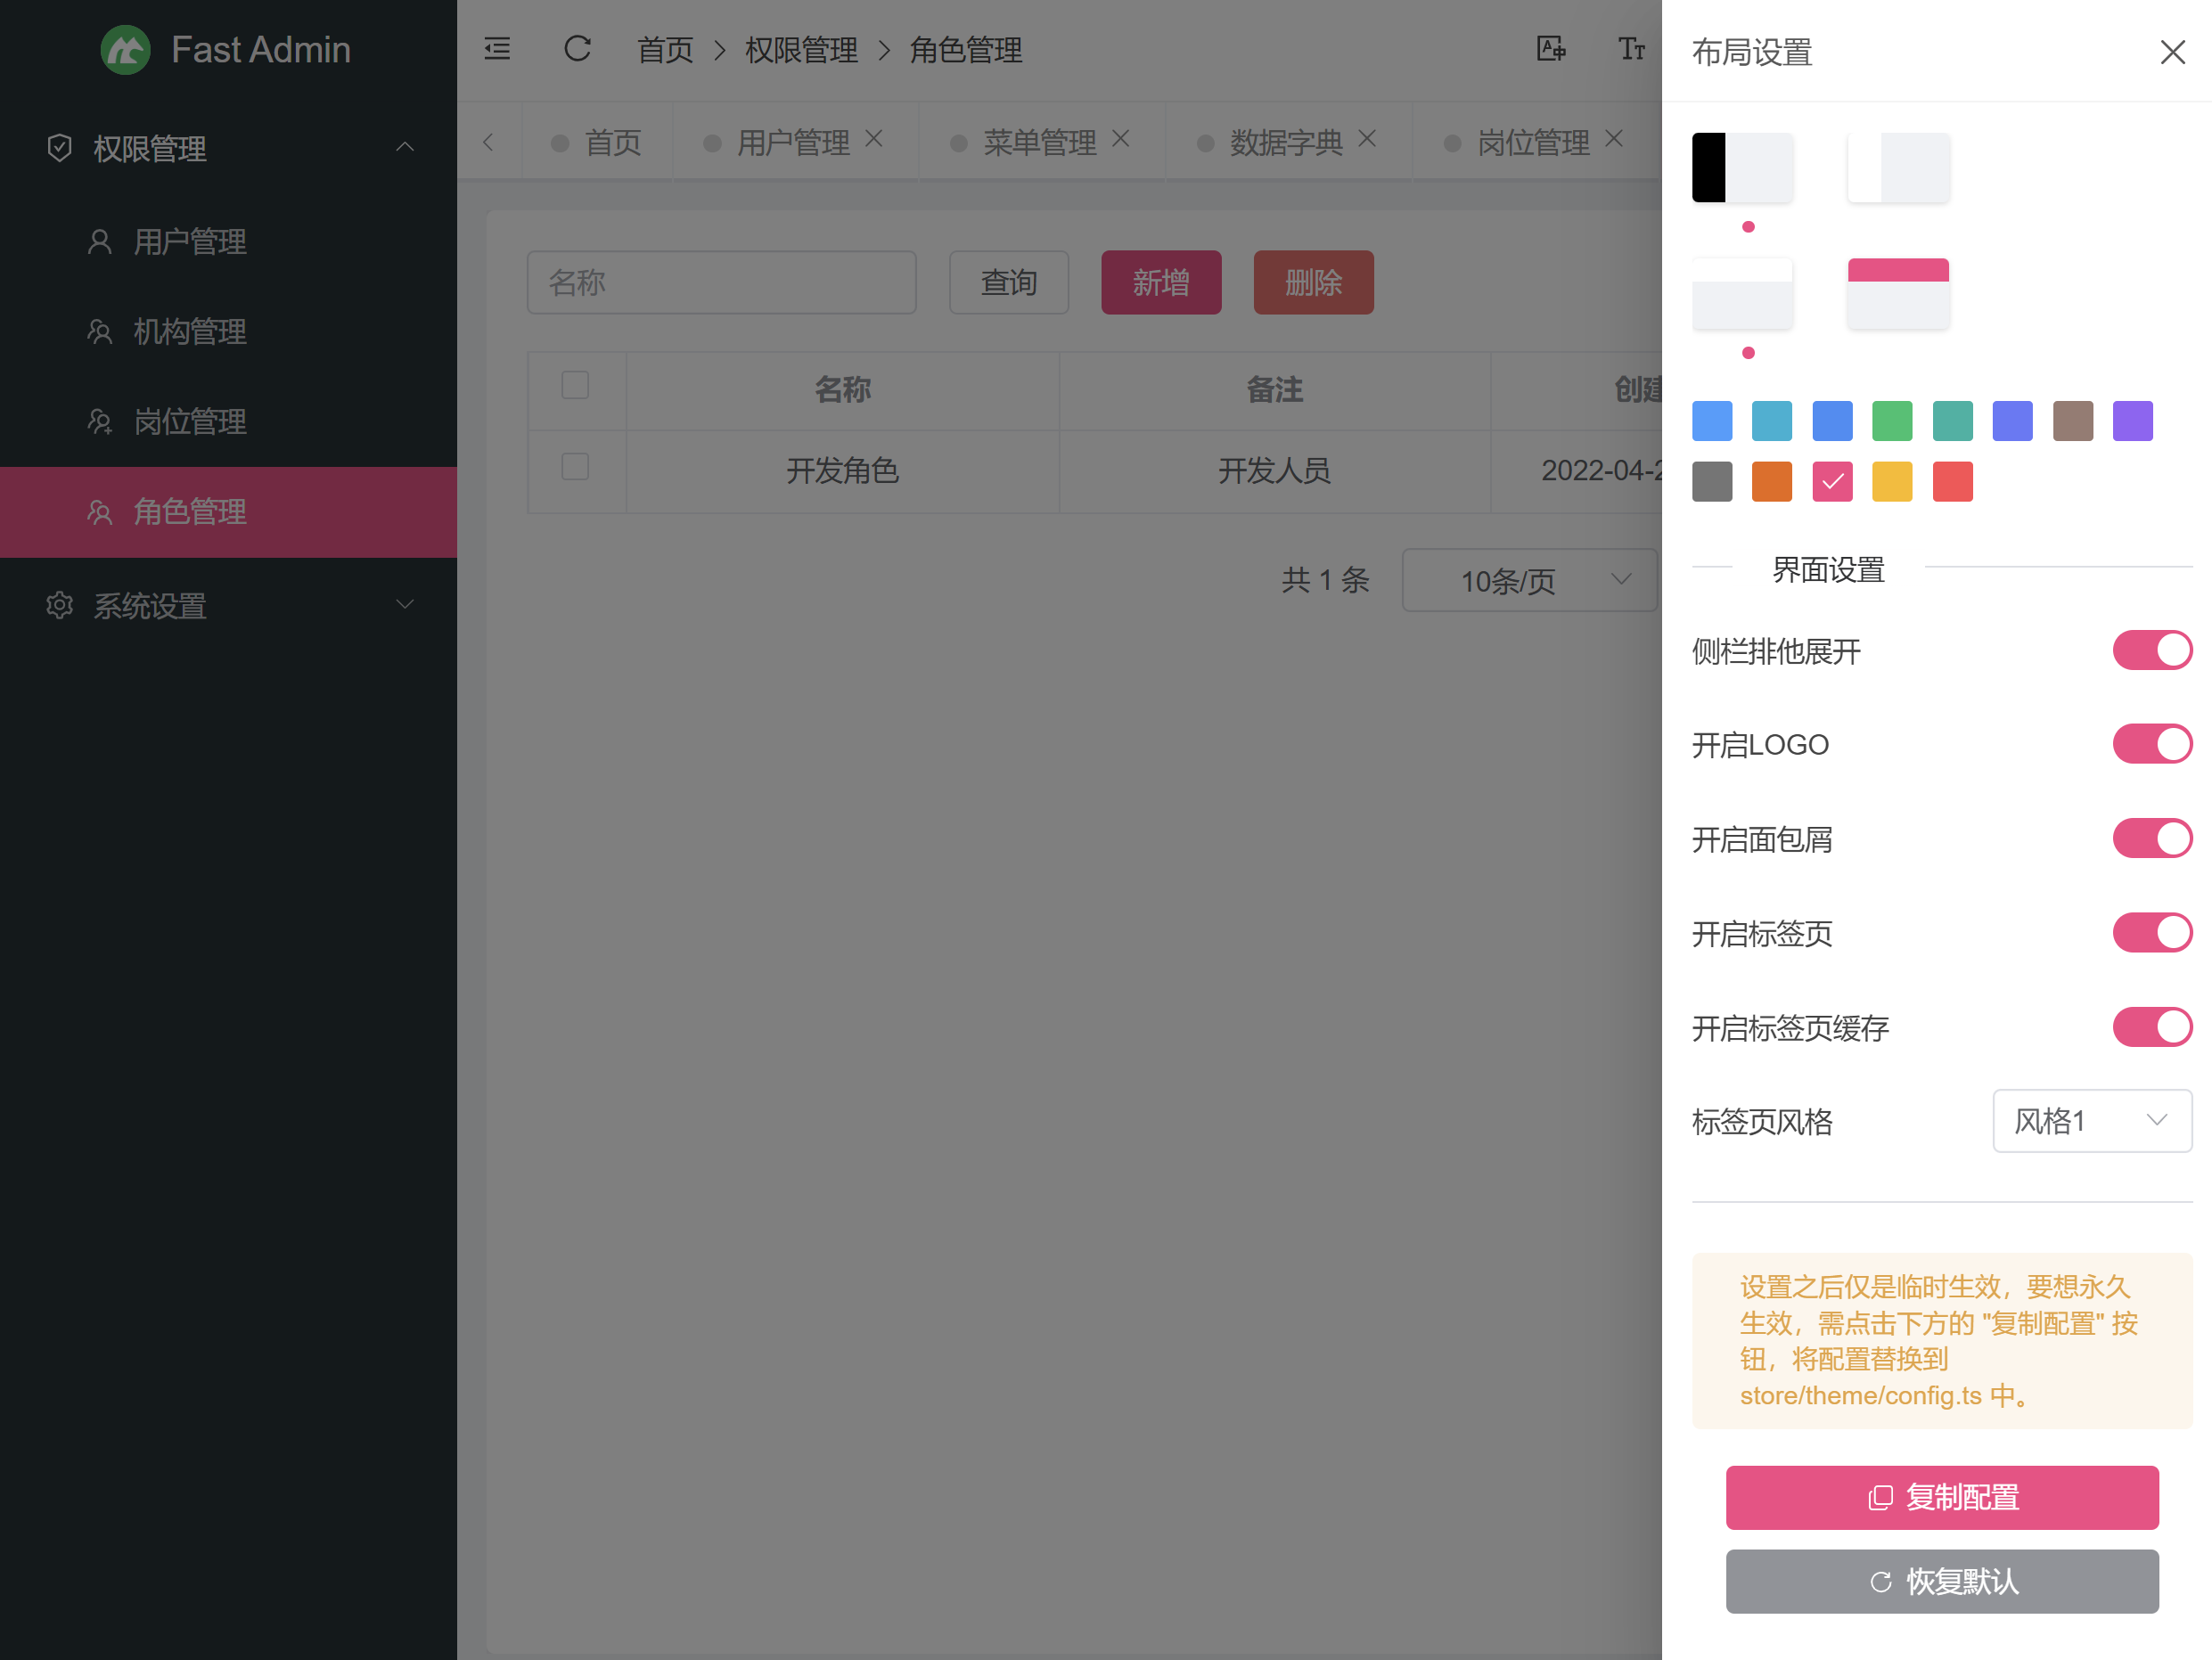 Fast Admin
首页 > 权限管理 > 角色管理
布局设置
首页
用户管理
菜单管理
数据字典
岗位管理
权限管理
用户管理
机构管理
岗位管理
角色管理
系统设置
名称
查询
新增
删除
名称 备注 创建
开发角色 开发人员 2022-04-2
共 1 条
10条/页
界面设置
侧栏排他展开
开启LOGO
开启面包屑
开启标签页
开启标签页缓存
标签页风格 风格1
设置之后仅是临时生效，要想永久
生效，需点击下方的 "复制配置" 按
钮，将配置替换到
store/theme/config.ts 中。
复制配置
恢复默认